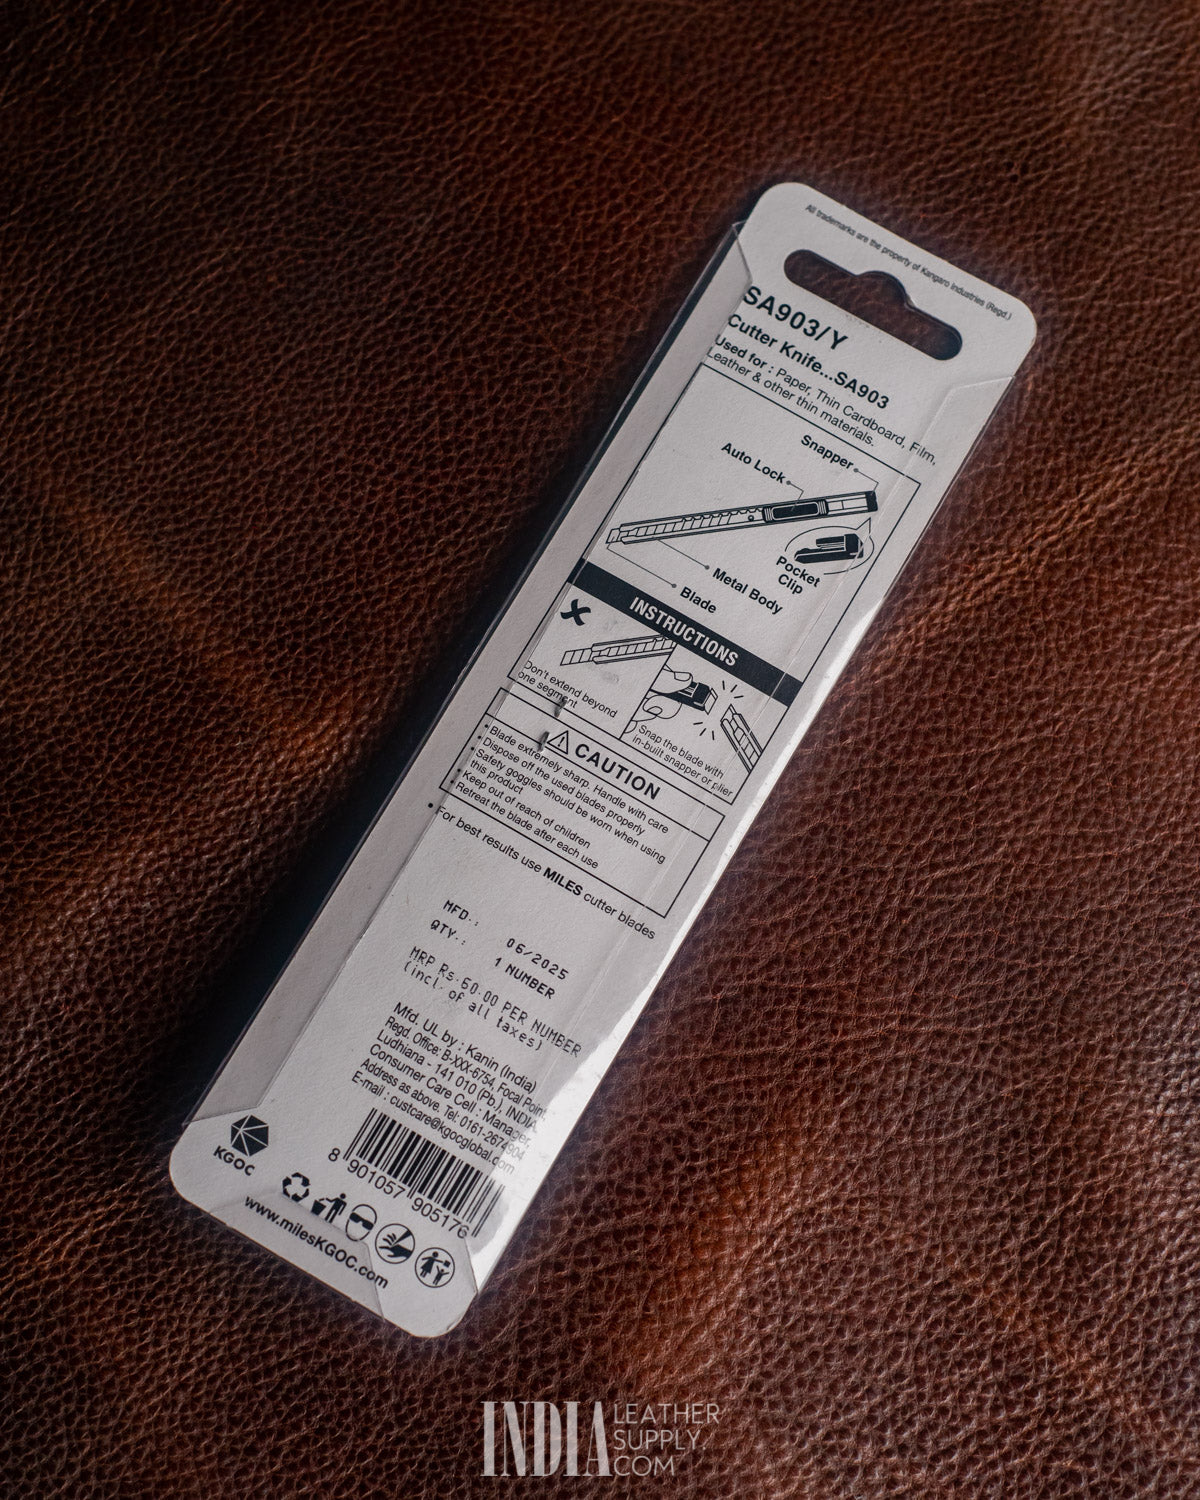 All trademarks are the property of Kangaro Industries (Regd.)
SA903/Y
Cutter Knife...SA903
Used for : Paper, Thin Cardboard, Film,
Leather & other thin materials.
Snapper
Auto Lock
Pocket
Clip
Metal Body
Blade
INSTRUCTIONS
Don't extend beyond
one segment
Snap the blade with
in-built snapper or plier
CAUTION
• Blade extremely sharp. Handle with care
• Dispose off the used blades properly
• Safety goggles should be worn when using
this product
• Keep out of reach of children
• Retreat the blade after each use
• For best results use MILES cutter blades
MFD.: 06/2025
QTY.: 1 NUMBER
MRP Rs.60.00 PER NUMBER
(incl. of all taxes)
Mfd. UL by : Kanin (India)
Regd. Office: B-XXX-6754, Focal Point
Ludhiana - 141 010 (Pb.), INDIA
Consumer Care Cell : Manager
Address as above. Tel: 0161-2674904
E-mail : custcare@kgocglobal.com
8 901057 905176
KGOC
www.milesKGOC.com
INDIA LEATHER
SUPPLY.
COM